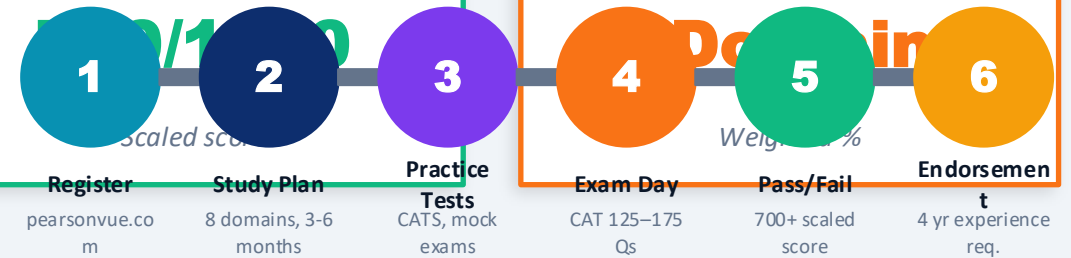 1 2 3 4 5 6
Scaled
%
Register
Study Plan
Practice
Tests
Exam Day
Pass/Fail
Endorsemen
t
pearsonvue.co
m
8 domains, 3-6
months
CATS, mock
exams
CAT 125–175
Qs
700+ scaled
score
4 yr experience
req.